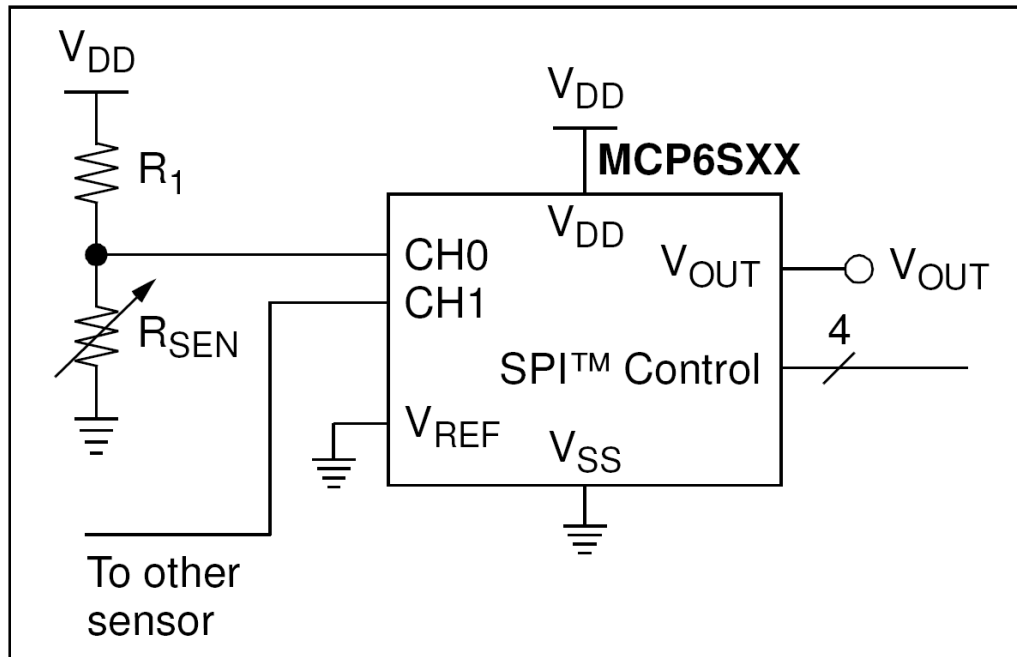 VDD
R1
RSEN
To other
sensor
VDD
MCP6SXX
VDD
CH0
CH1
VREF
VSS
VOUT
SPI™ Control
VOUT
4